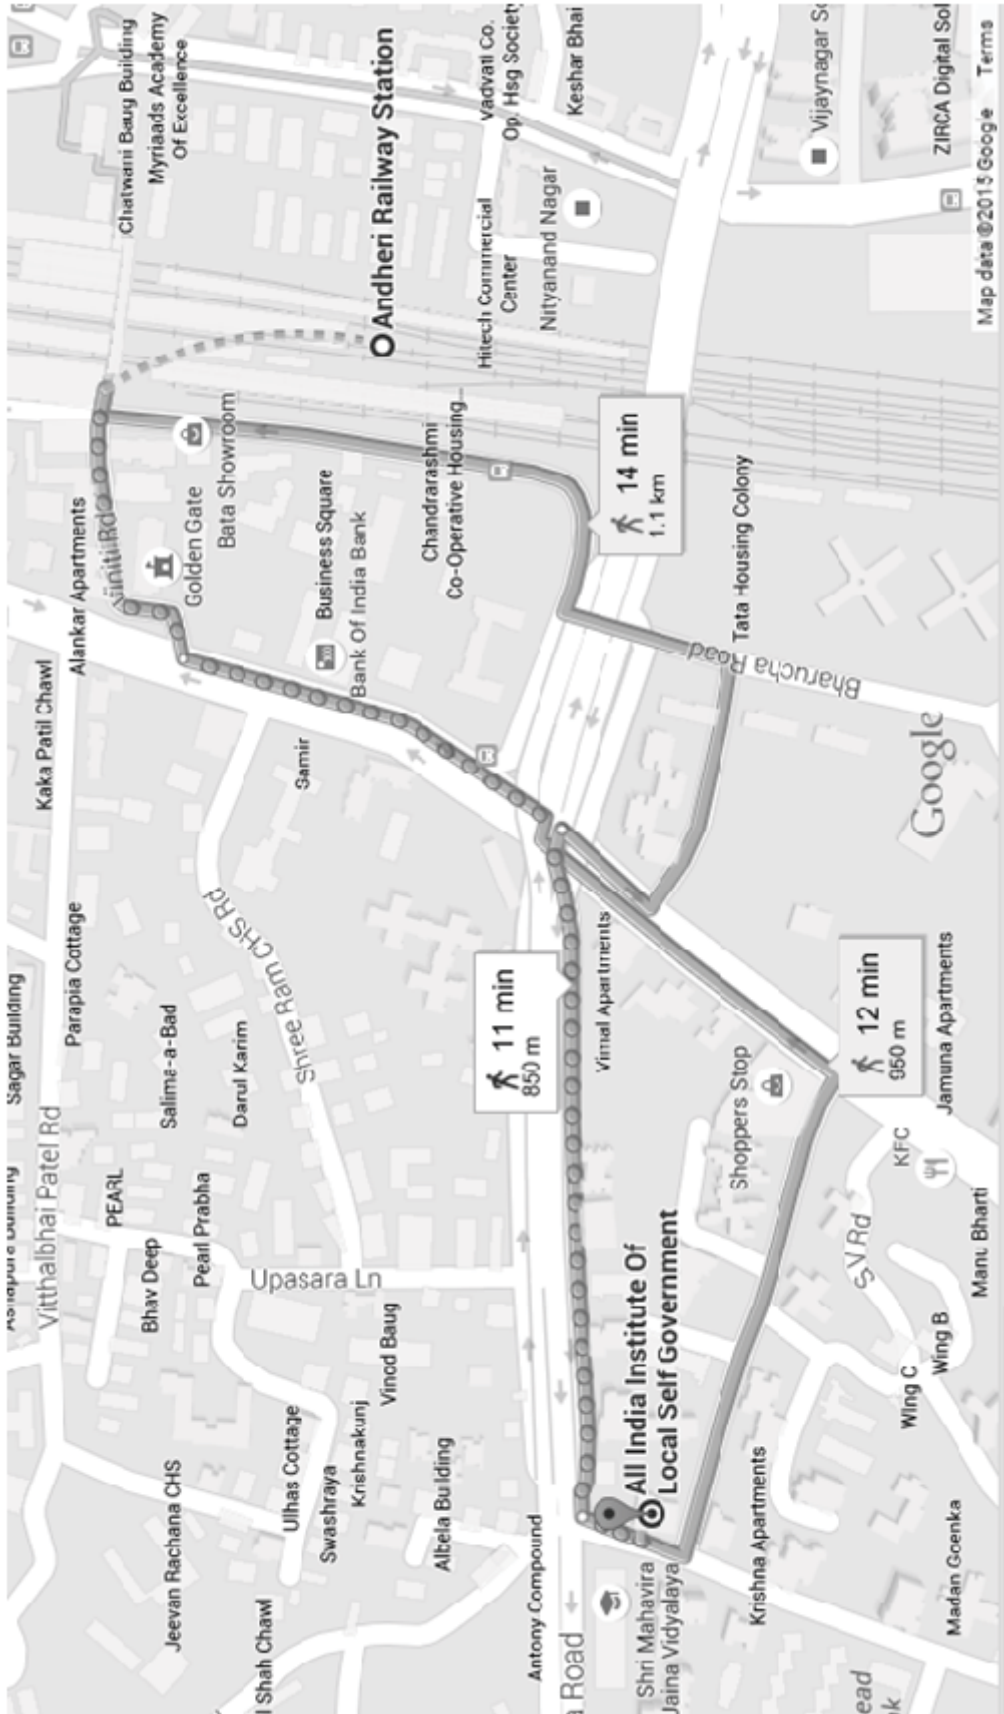 Sagar Building
Vitthalbhai Patel Rd
Kaka Patil Chawl
Parapia Cottage
Alankar Apartments
PEARL
Viniti Rd
Chatwani Baug Building
Myriaads Academy
Of Excellence
Bhav Deep
Salima-a-Bad
Jeevan Rachana CHS
Pearl Prabha
Golden Gate
Bata Showroom
Darul Karim
Shree Ram CHS Rd
Shah Chawl
Ulhas Cottage
Upasara Ln
Samir
Business Square
Bank Of India Bank
Swashraya
Krishnakunj
Vinod Baug
Andheri Railway Station
Albela Building
Chandrarashmi
Co-Operative Housing
Vadvati Co.
Op. Hsg Society
Hitech Commercial
Center
11 min
850 m
Antony Compound
Nityanand Nagar
Keshar Bhai
Road
Vimal Apartments
14 min
1.1 km
All India Institute Of
Local Self Government
Shri Mahavira
Jaina Vidyalaya
Shoppers Stop
Tata Housing Colony
Bharucha Road
Krishna Apartments
Vijaynagar
S.V.Rd
12 min
950 m
KFC
Wing C
Wing B
Google
Madan Goenka
Jamuna Apartments
ZIRCA Digital Sol
Manu Bharti
Map data ©2015 Google
Terms